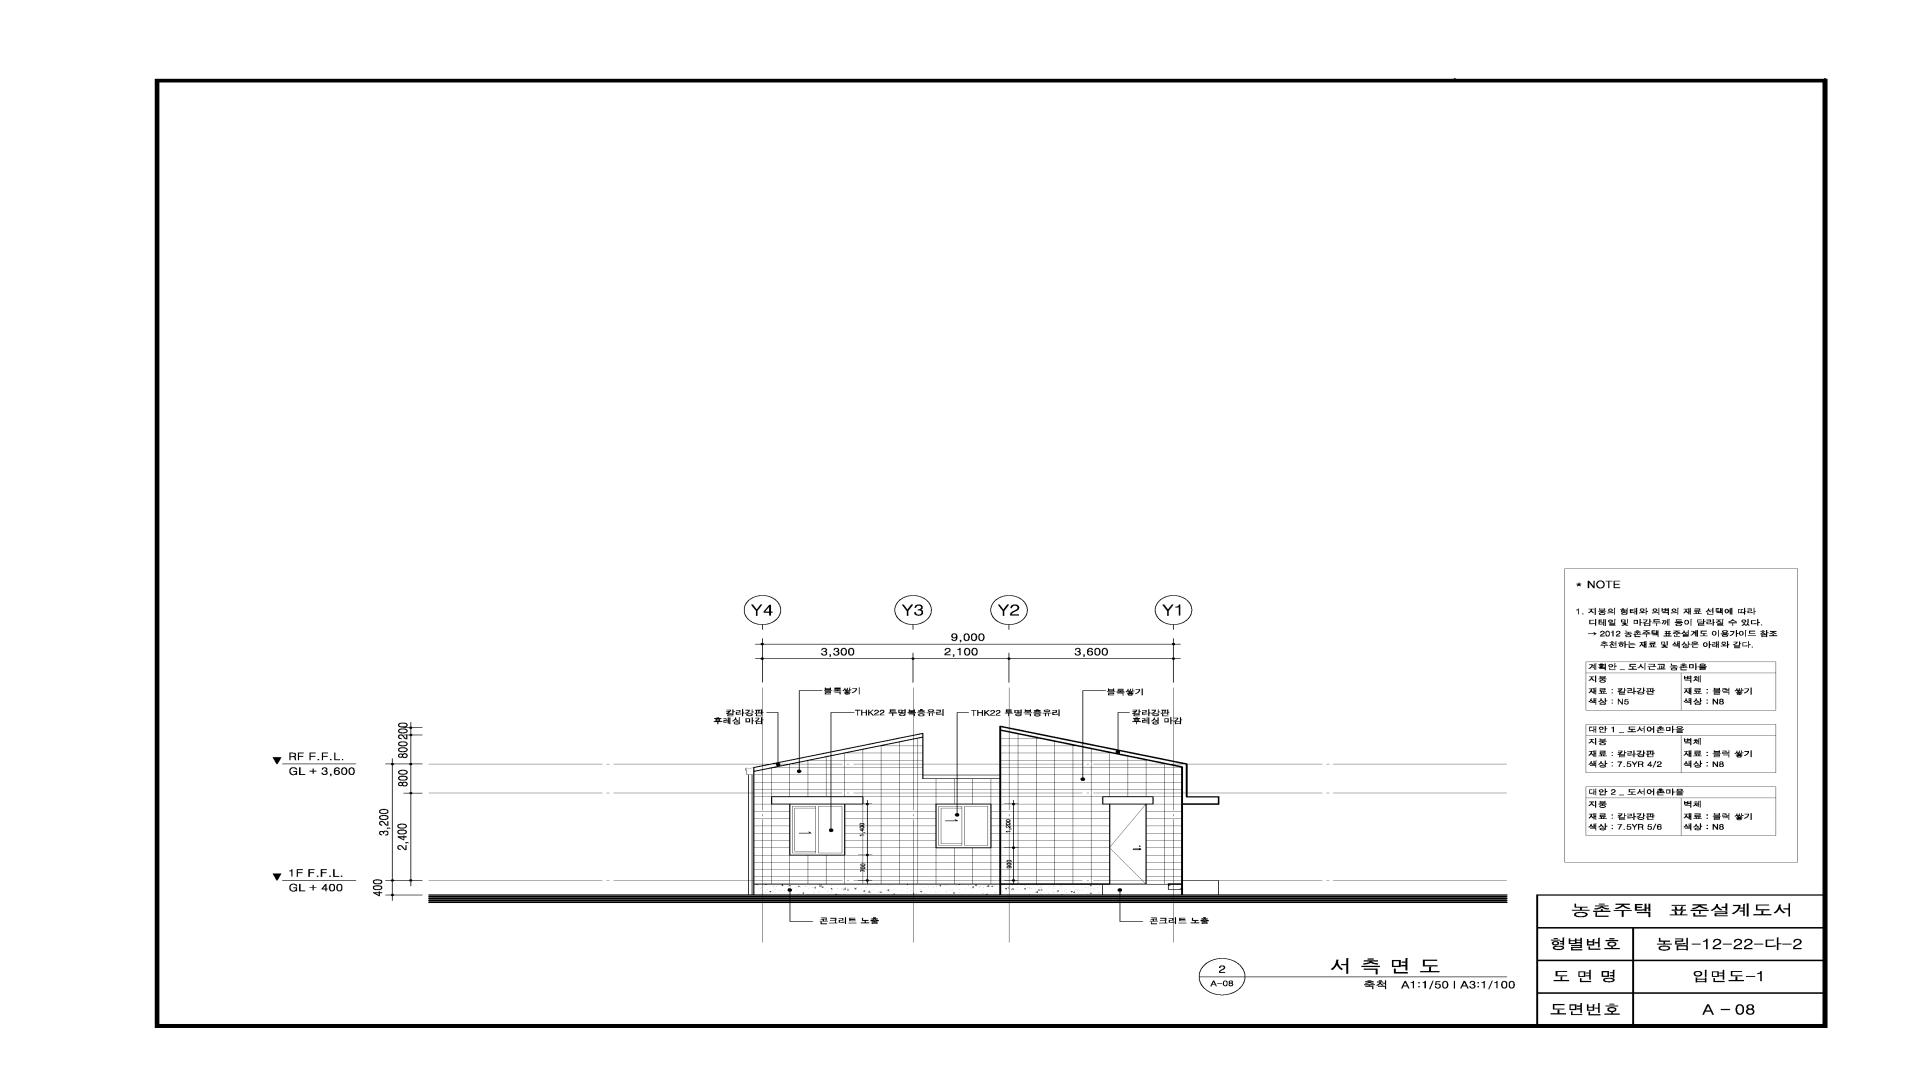 Y4 Y3 Y2 Y1
9,000
3,300 2,100 3,600
블록쌓기 블록쌓기
칼라강판
후레싱 마감
THK22 투명복층유리
THK22 투명복층유리
칼라강판
후레싱 마감
200
800
800
3,200
2,400
400
RF F.F.L.
GL + 3,600
1F F.F.L.
GL + 400
1,400
700
1,200
900
콘크리트 노출 콘크리트 노출
2
A-08
서 측 면 도
축척 A1:1/50 | A3:1/100
* NOTE
1. 지붕의 형태와 외벽의 재료 선택에 따라
디테일 및 마감두께 등이 달라질 수 있다.
→ 2012 농촌주택 표준설계도 이용가이드 참조
추천하는 재료 및 색상은 아래와 같다.
계획안 _ 도시근교 농촌마을
지붕 벽체
재료 : 칼라강판 재료 : 블럭 쌓기
색상 : N5 색상 : N8
대안 1 _ 도서어촌마을
지붕 벽체
재료 : 칼라강판 재료 : 블럭 쌓기
색상 : 7.5YR 4/2 색상 : N8
대안 2 _ 도서어촌마을
지붕 벽체
재료 : 칼라강판 재료 : 블럭 쌓기
색상 : 7.5YR 5/6 색상 : N8
농촌주택 표준설계도서
형별번호 농림-12-22-다-2
도 면 명 입면도-1
도면번호 A - 08